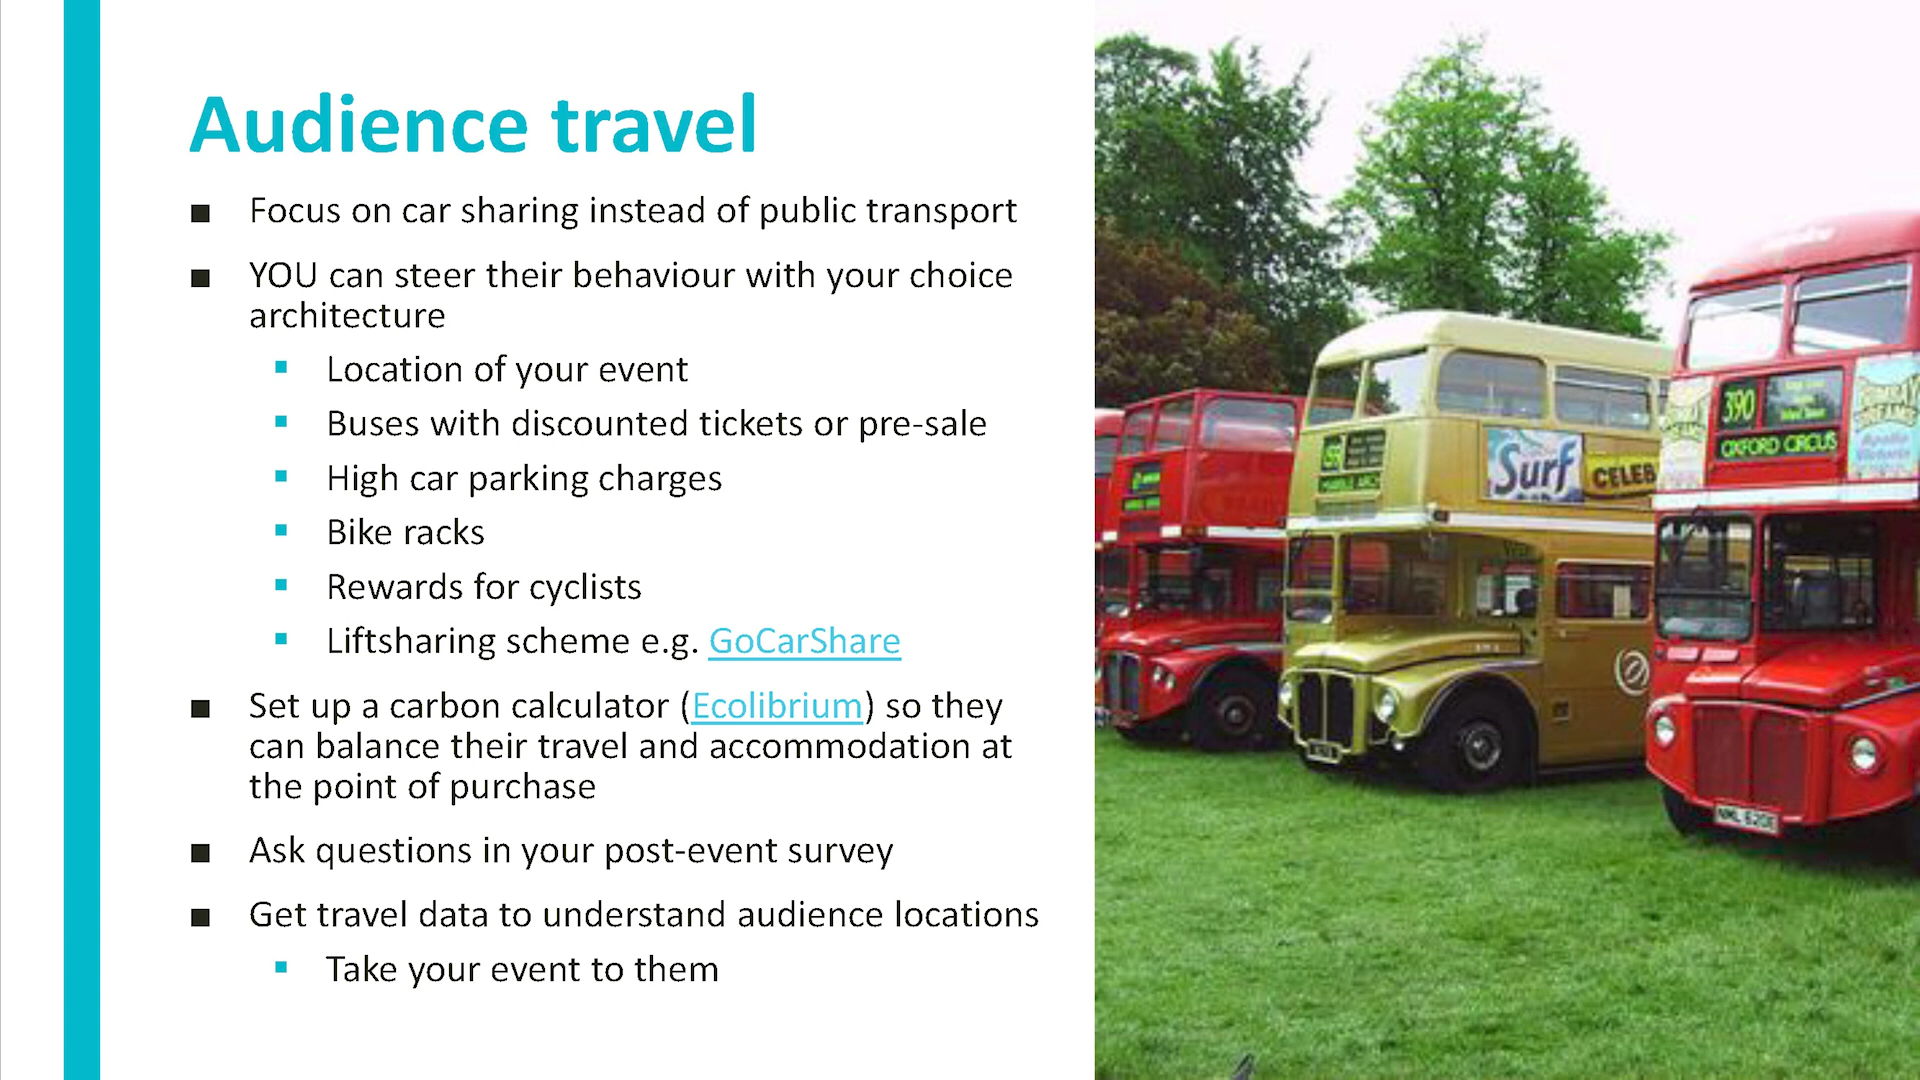 Audience travel
Focus on car sharing instead of public transport
YOU can steer their behaviour with your choice
architecture
Location of your event
Buses with discounted tickets or pre-sale
High car parking charges
Bike racks
Rewards for cyclists
Liftsharing scheme e.g. GoCarShare
Set up a carbon calculator (Ecolibrium) so they
can balance their travel and accommodation at
the point of purchase
Ask questions in your post-event survey
Get travel data to understand audience locations
Take your event to them
Surf
CELEB
390
OXFORD CIRCUS
BOMBAY
DREAMS
NML 620E